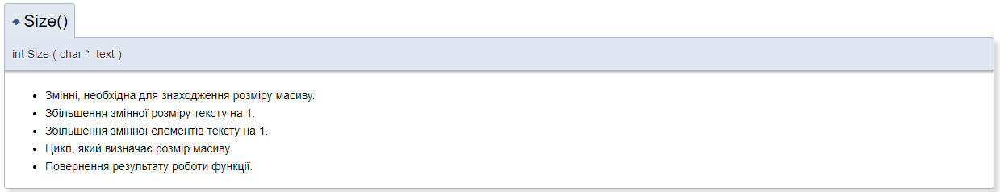 Size()
int Size ( char * text )
Змінні, необхідна для знаходження розміру масиву.
Збільшення змінної розміру тексту на 1.
Збільшення змінної елементів тексту на 1.
Цикл, який визначає розмір масиву.
Повернення результату роботи функції.